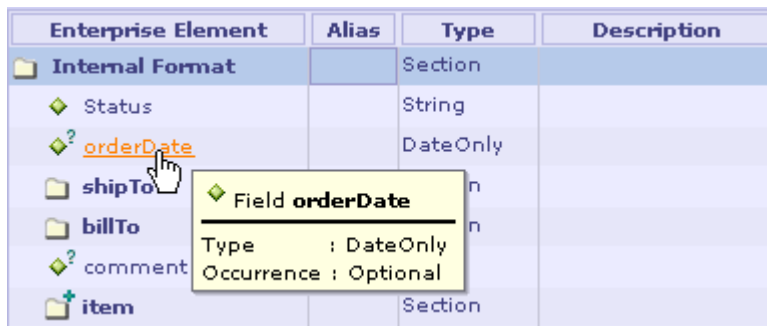 Enterprise Element Alias Type Description
Internal Format Section
Status String
? orderDate DateOnly
shipTo n
Field orderDate
billTo n
Type : DateOnly
? comment
Occurrence : Optional
item Section